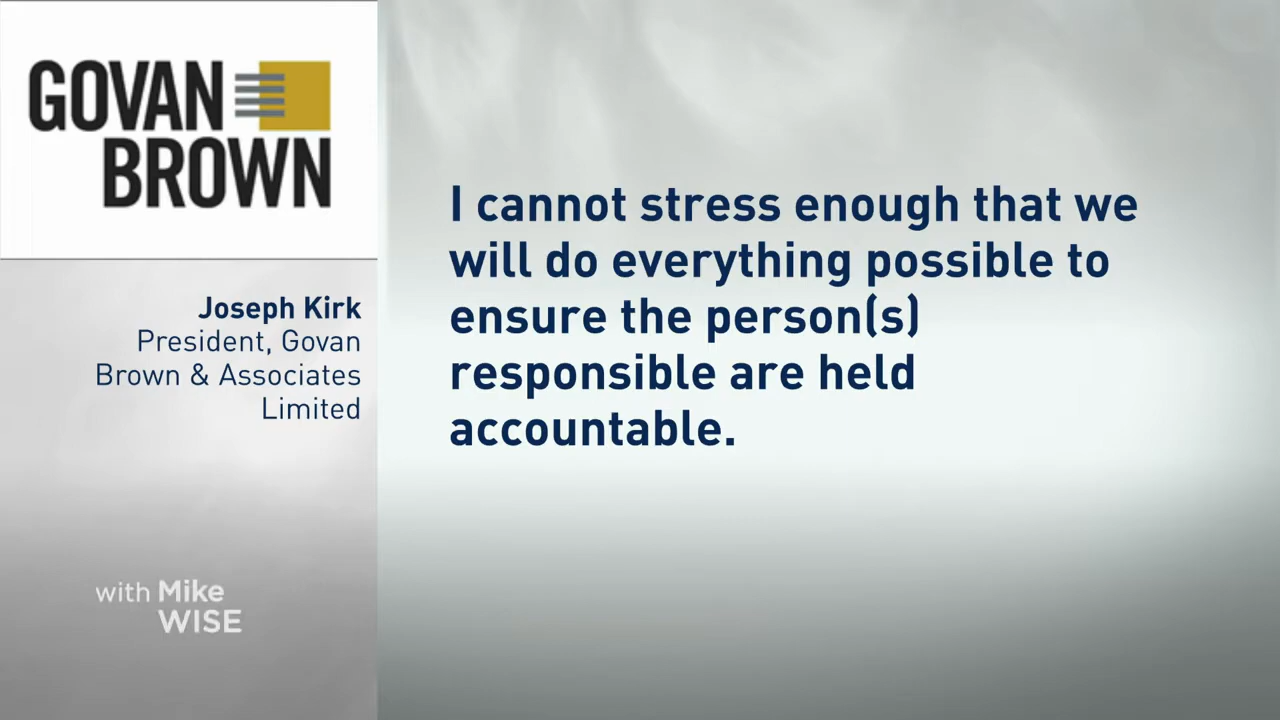 GOVAN
BROWN
Joseph Kirk
President, Govan
Brown & Associates
Limited
with Mike
WISE
I cannot stress enough that we
will do everything possible to
ensure the person(s)
responsible are held
accountable.